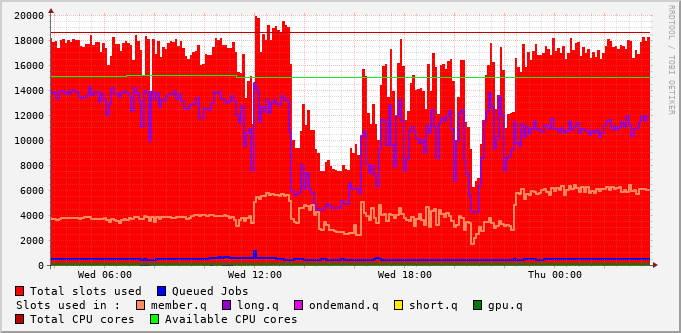 20000
18000
16000
14000
12000
10000
8000
6000
4000
2000
0
Wed 06:00 Wed 12:00 Wed 18:00 Thu 00:00
RRDTOOL / TOBI OETIKER
Total slots used Queued Jobs
Slots used in : member.q long.q ondemand.q short.q gpu.q
Total CPU cores Available CPU cores